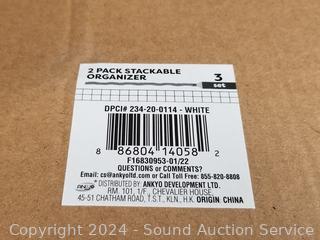 2 PACK STACKABLE
ORGANIZER
3
set
DPCI# 234-20-0114 - WHITE
8 86804 14058 2
F16830953-01/22
QUESTIONS or COMMENTS?
Email: cs@ankyoltd.com or Call Toll Free: 858-820-8808
ANKYO DISTRIBUTED BY: ANKYO DEVELOPMENT LTD.
RM. 101, 1/F., CHEVALIER HOUSE,
45-51 CHATHAM ROAD, T.S.T., KLN., H.K. ORIGIN: CHINA
Copyright 2024 - Sound Auction Service